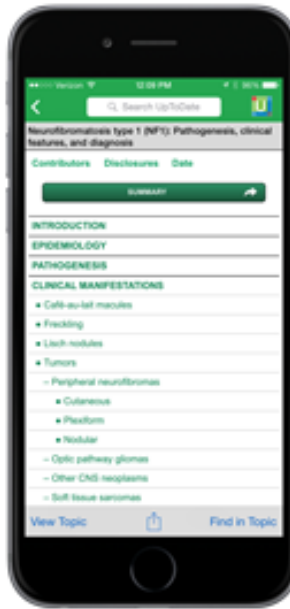 Verizon 12:09 PM
Search UpToDate
Neurofibromatosis type 1 (NF1): Pathogenesis, clinical
features, and diagnosis
Contributors Disclosures Date
SUMMARY
INTRODUCTION
EPIDEMIOLOGY
PATHOGENESIS
CLINICAL MANIFESTATIONS
• Café-au-lait macules
• Freckling
• Lisch nodules
• Tumors
– Peripheral neurofibromas
• Cutaneous
• Plexiform
• Nodular
– Optic pathway gliomas
– Other CNS neoplasms
– Soft tissue sarcomas
View Topic Find in Topic